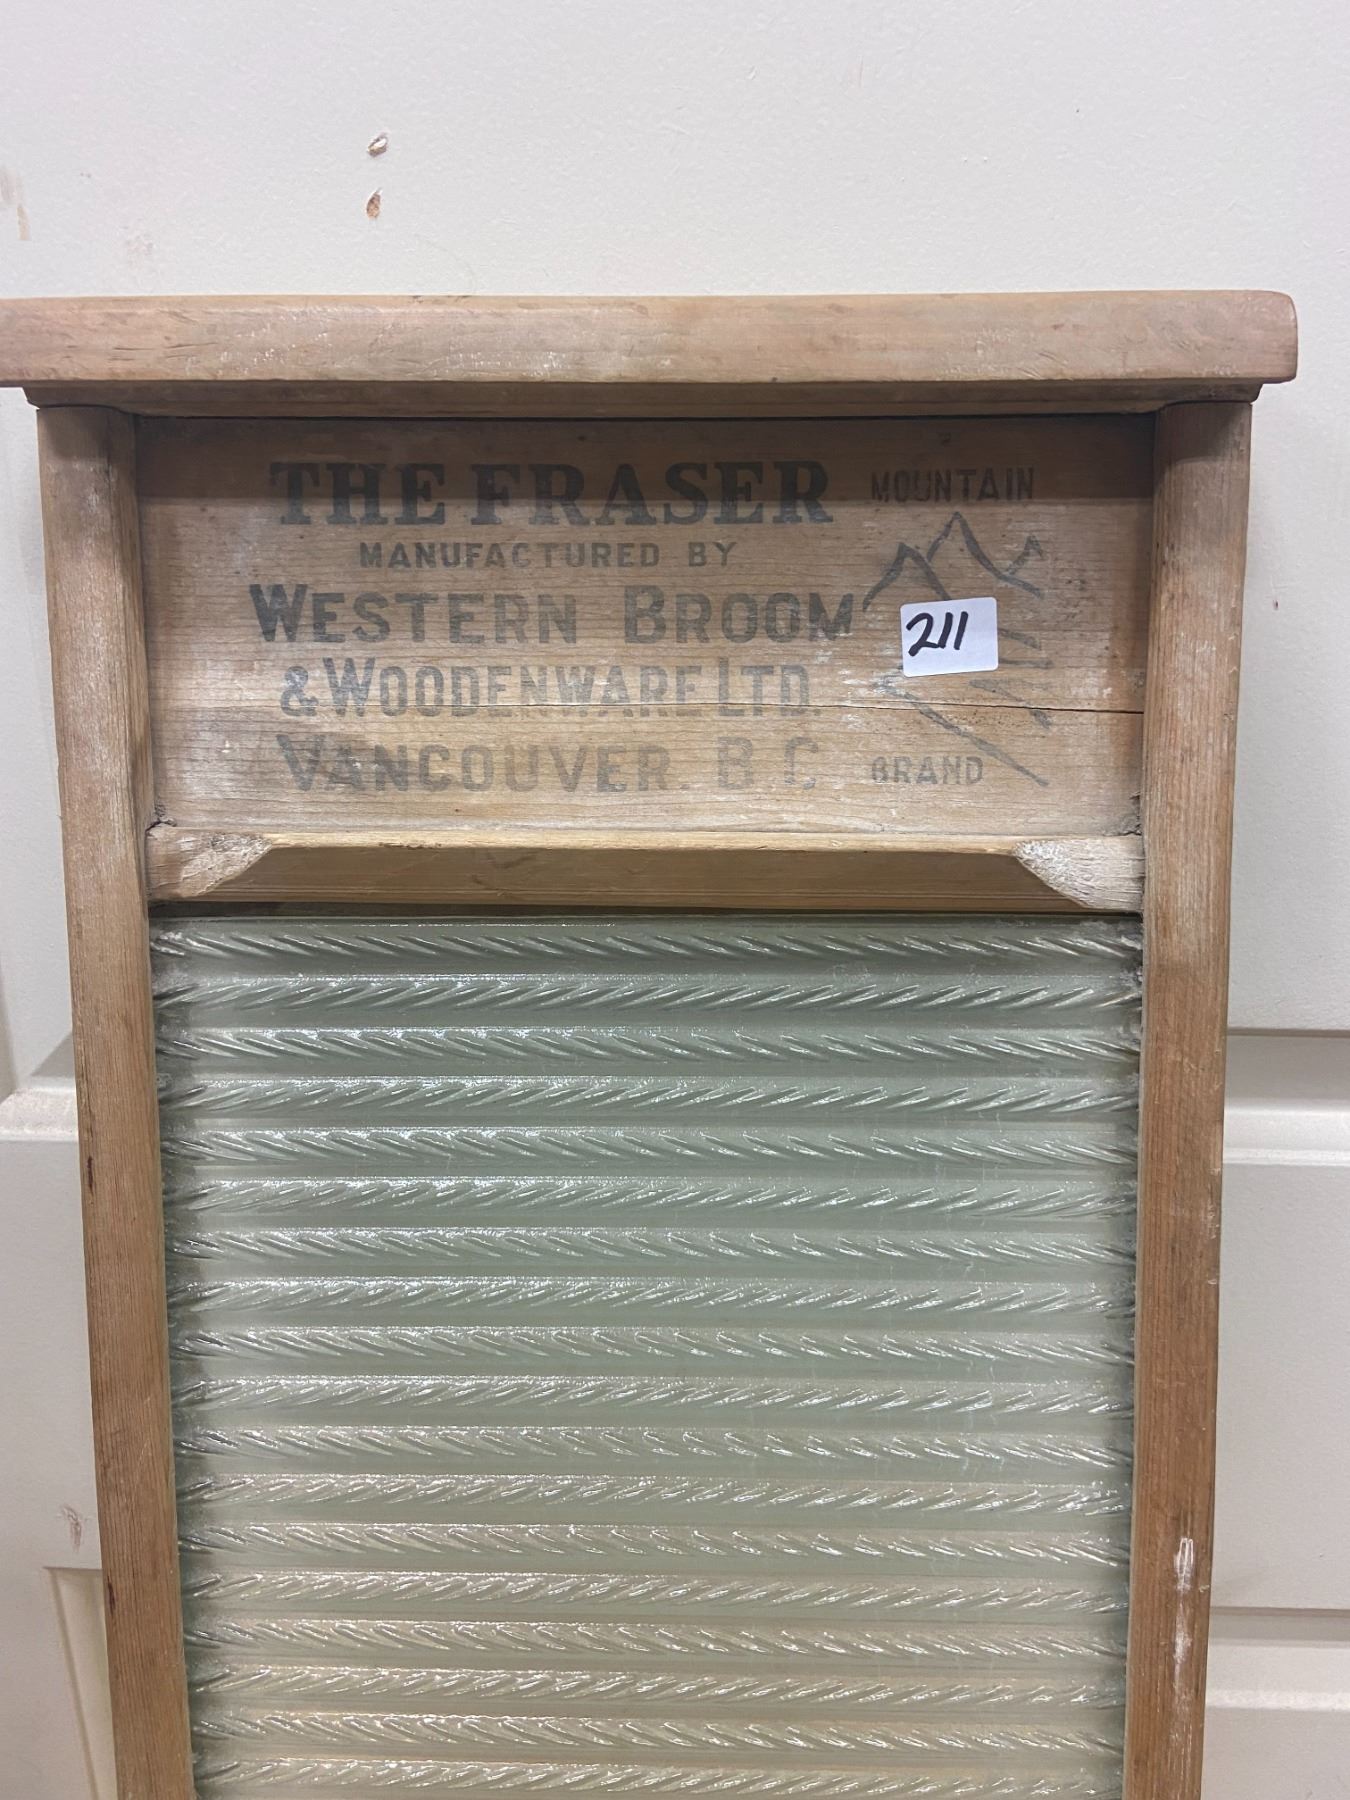 THE FRASER
MANUFACTURED BY
WESTERN BROOM
& WOODENWARE LTD.
VANCOUVER. B.C.
MOUNTAIN
211
BRAND